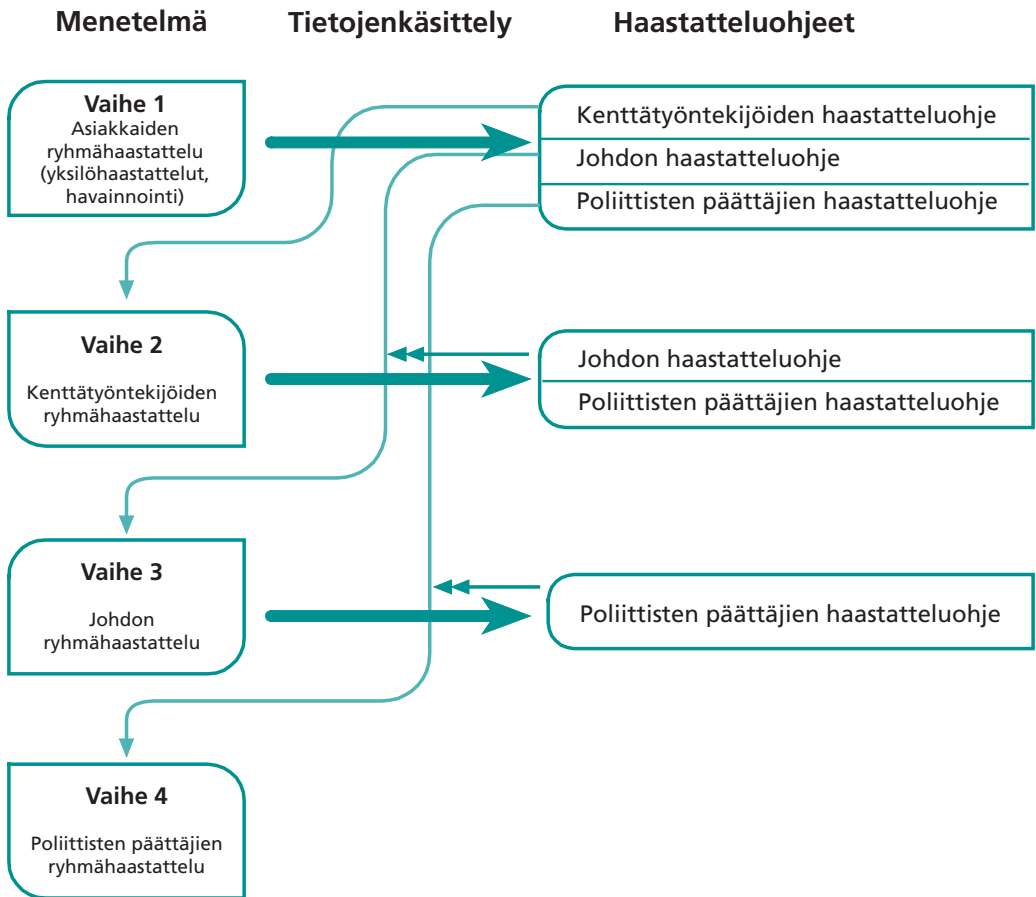 Menetelmä
Tietojenkäsittely
Haastatteluohjeet
Vaihe 1
Asiakkaiden
ryhmähaastattelu
(yksilöhaastattelut,
havainnointi)
Kenttätyöntekijöiden haastatteluohje
Johdon haastatteluohje
Poliittisten päättäjien haastatteluohje
Vaihe 2
Kenttätyöntekijöiden
ryhmähaastattelu
Johdon haastatteluohje
Poliittisten päättäjien haastatteluohje
Vaihe 3
Johdon
ryhmähaastattelu
Poliittisten päättäjien haastatteluohje
Vaihe 4
Poliittisten päättäjien
ryhmähaastattelu